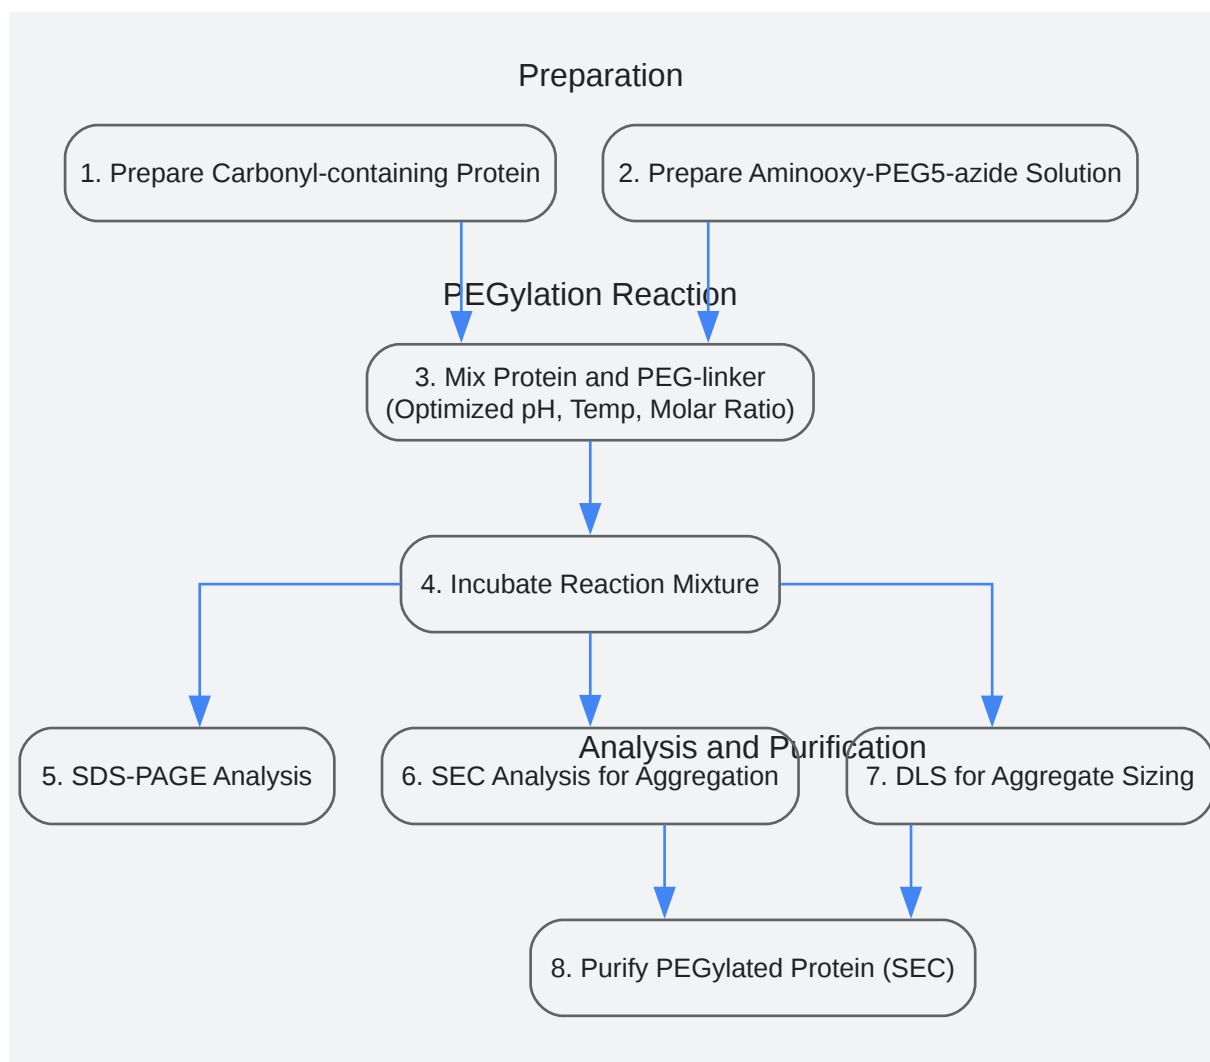 Preparation
1. Prepare Carbonyl-containing Protein
2. Prepare Aminooxy-PEG5-azide Solution
PEGylation Reaction
3. Mix Protein and PEG-linker
(Optimized pH, Temp, Molar Ratio)
4. Incubate Reaction Mixture
Analysis and Purification
5. SDS-PAGE Analysis
6. SEC Analysis for Aggregation
7. DLS for Aggregate Sizing
8. Purify PEGylated Protein (SEC)